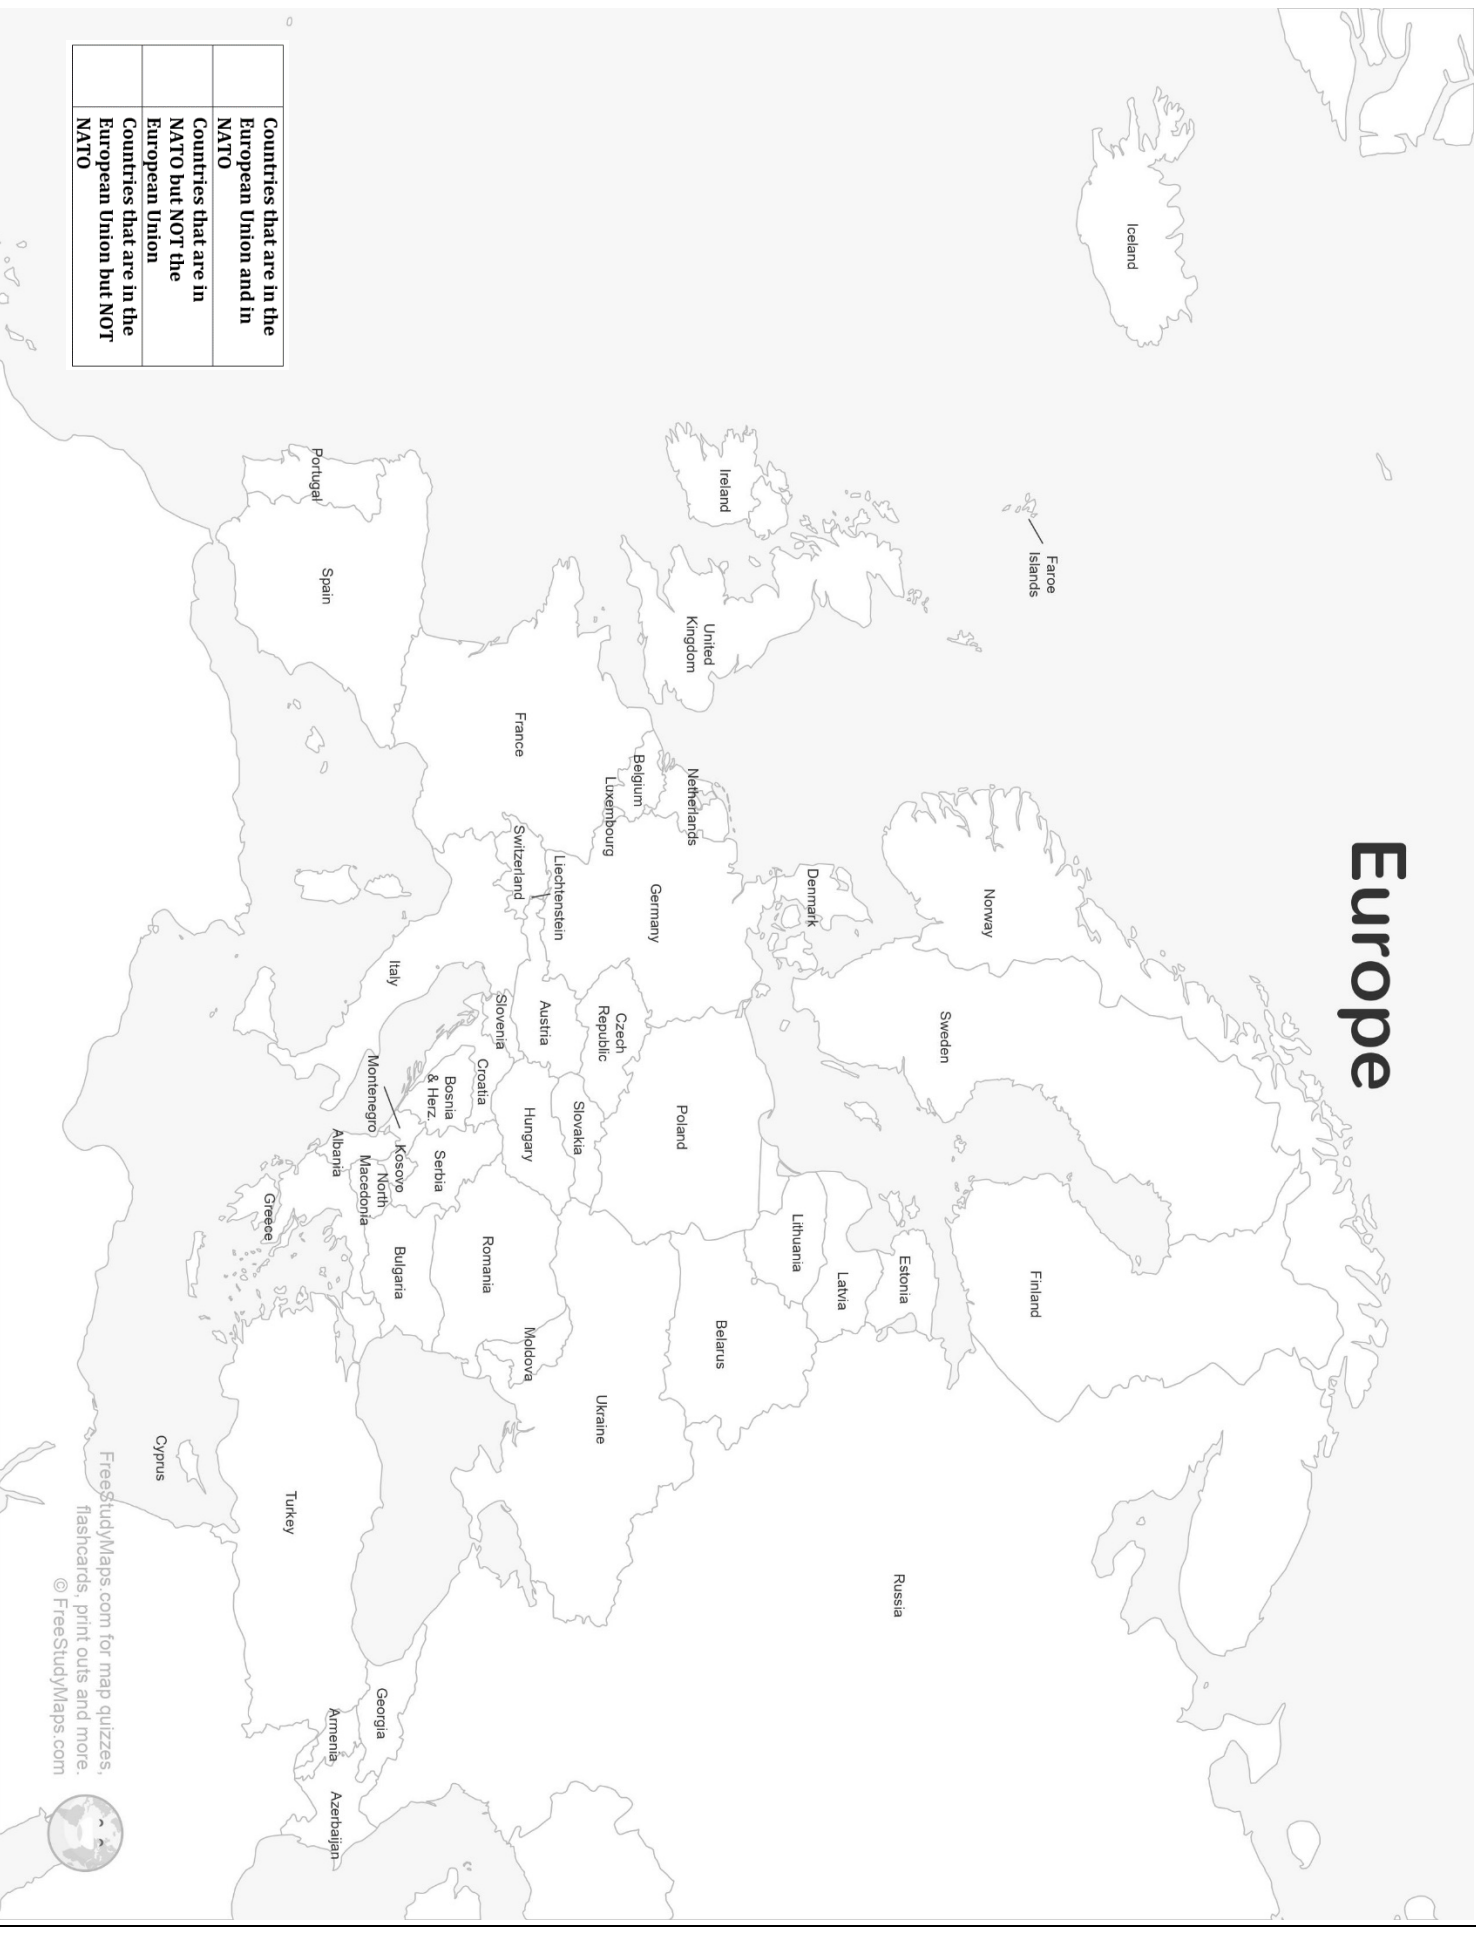 Europe
Iceland
Faroe
Islands
Norway
Sweden
Finland
Russia
Estonia
Latvia
Lithuania
Belarus
Denmark
Ireland
United
Kingdom
Netherlands
Belgium
Luxembourg
Germany
Poland
Czech
Republic
Slovakia
Ukraine
Moldova
Liechtenstein
Switzerland
Austria
Hungary
Romania
France
Slovenia
Croatia
Bosnia
& Herz.
Serbia
Montenegro
Kosovo
North
Macedonia
Albania
Bulgaria
Italy
Greece
Portugal
Spain
Turkey
Cyprus
Georgia
Armenia
Azerbaijan
Countries that are in the
European Union and in
NATO
Countries that are in
NATO but NOT the
European Union
Countries that are in the
European Union but NOT
NATO
FreeStudyMaps.com for map quizzes,
flashcards, print outs and more.
© FreeStudyMaps.com